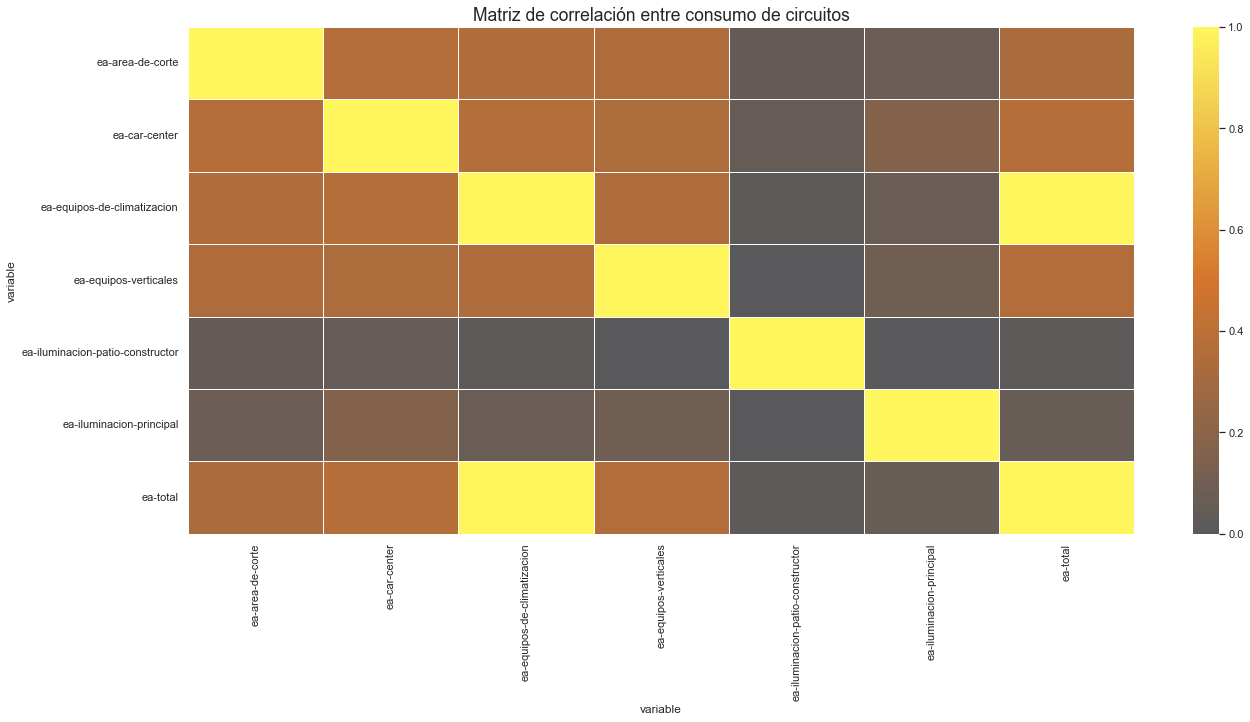 Matriz de correlación entre consumo de circuitos
variable
ea-area-de-corte
ea-car-center
ea-equipos-de-climatizacion
ea-equipos-verticales
ea-iluminacion-patio-constructor
ea-iluminacion-principal
ea-total
ea-area-de-corte
ea-car-center
ea-equipos-de-climatizacion
ea-equipos-verticales
ea-iluminacion-patio-constructor
ea-iluminacion-principal
ea-total
variable
1.0
0.8
0.6
0.4
0.2
0.0